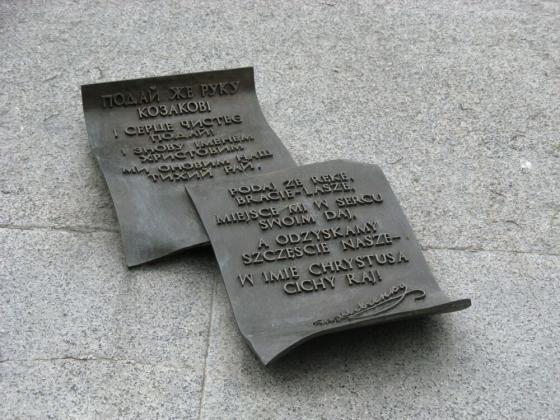 ПОДАЙ ЖЕ РУКУ
КОЗАКОВІ
І СЕРЦЕ ЧИСТЕЄ
ПОДАЙ!
І ЗНОВУ ІМЕНЕМ
ХРИСТОВИМ
МИ ОНОВИМ НАШ
ТИХИЙ РАЙ.
PODAJ ŻE RĘKĘ,
BRACIE-LASZE,
MIEJSCE MI W SERCU
SWOIM DAJ,
A ODZYSKAMY
SZCZĘŚCIE NASZE-
W IMIĘ CHRYSTUSA
CICHY RAJ!